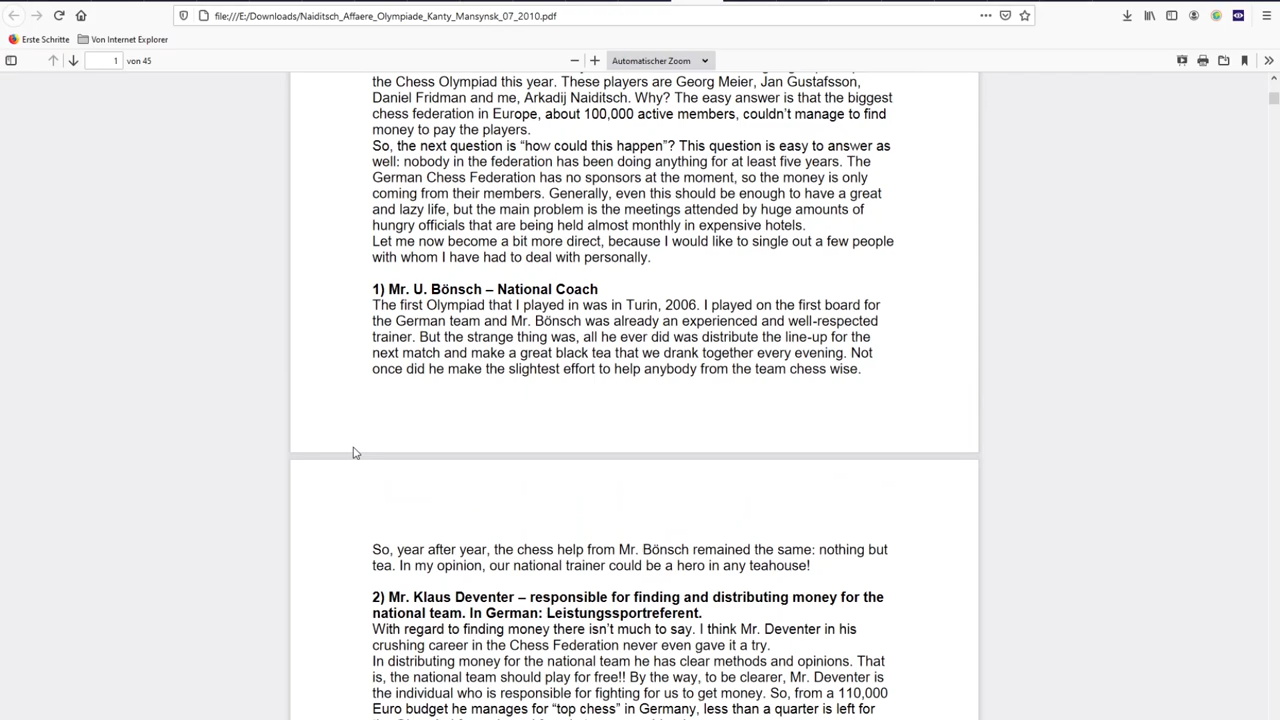 file:///E:/Downloads/Naiditsch_Affaere_Olympiade_Kanty_Mansynsk_07_2010.pdf
Erste Schritte Von Internet Explorer
1 von 45 Automatischer Zoom
the Chess Olympiad this year. These players are Georg Meier, Jan Gustafsson,
Daniel Fridman and me, Arkadij Naiditsch. Why? The easy answer is that the biggest
chess federation in Europe, about 100,000 active members, couldn't manage to find
money to pay the players.
So, the next question is “how could this happen”? This question is easy to answer as
well: nobody in the federation has been doing anything for at least five years. The
German Chess Federation has no sponsors at the moment, so the money is only
coming from their members. Generally, even this should be enough to have a great
and lazy life, but the main problem is the meetings attended by huge amounts of
hungry officials that are being held almost monthly in expensive hotels.
Let me now become a bit more direct, because I would like to single out a few people
with whom I have had to deal with personally.
1) Mr. U. Bönsch – National Coach
The first Olympiad that I played in was in Turin, 2006. I played on the first board for
the German team and Mr. Bönsch was already an experienced and well-respected
trainer. But the strange thing was, all he ever did was distribute the line-up for the
next match and make a great black tea that we drank together every evening. Not
once did he make the slightest effort to help anybody from the team chess wise.
So, year after year, the chess help from Mr. Bönsch remained the same: nothing but
tea. In my opinion, our national trainer could be a hero in any teahouse!
2) Mr. Klaus Deventer – responsible for finding and distributing money for the
national team. In German: Leistungssportreferent.
With regard to finding money there isn't much to say. I think Mr. Deventer in his
crushing career in the Chess Federation never even gave it a try.
In distributing money for the national team he has clear methods and opinions. That
is, the national team should play for free!! By the way, to be clearer, Mr. Deventer is
the individual who is responsible for fighting for us to get money. So, from a 110,000
Euro budget he manages for “top chess” in Germany, less than a quarter is left for